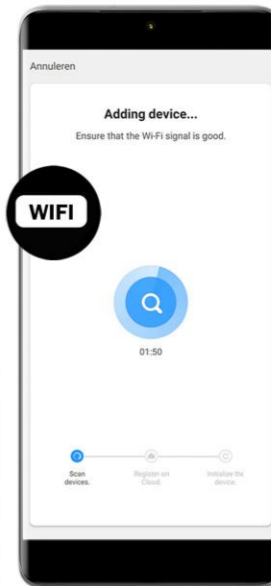 Annuleren
Adding device...
Ensure that the Wi-Fi signal is good.
WIFI
01:50
Scan
devices.
Register on
Cloud.
Initialize the
device.